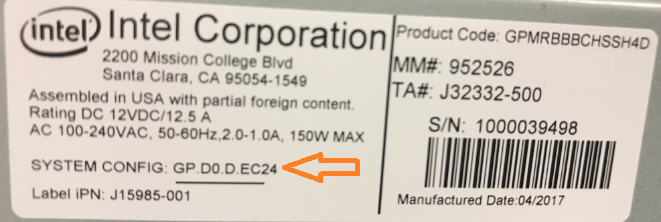 intel Intel Corporation
2200 Mission College Blvd
Santa Clara, CA 95054-1549
Assembled in USA with partial foreign content.
Rating DC 12VDC/12.5 A
AC 100-240VAC, 50-60Hz,2.0-1.0A, 150W MAX
SYSTEM CONFIG: GP.D0.D.EC24
Label iPN: J15985-001
Product Code: GPMRBBBCHSSH4D
MM#: 952526
TA#: J32332-500
S/N: 1000039498
Manufactured Date:04/2017